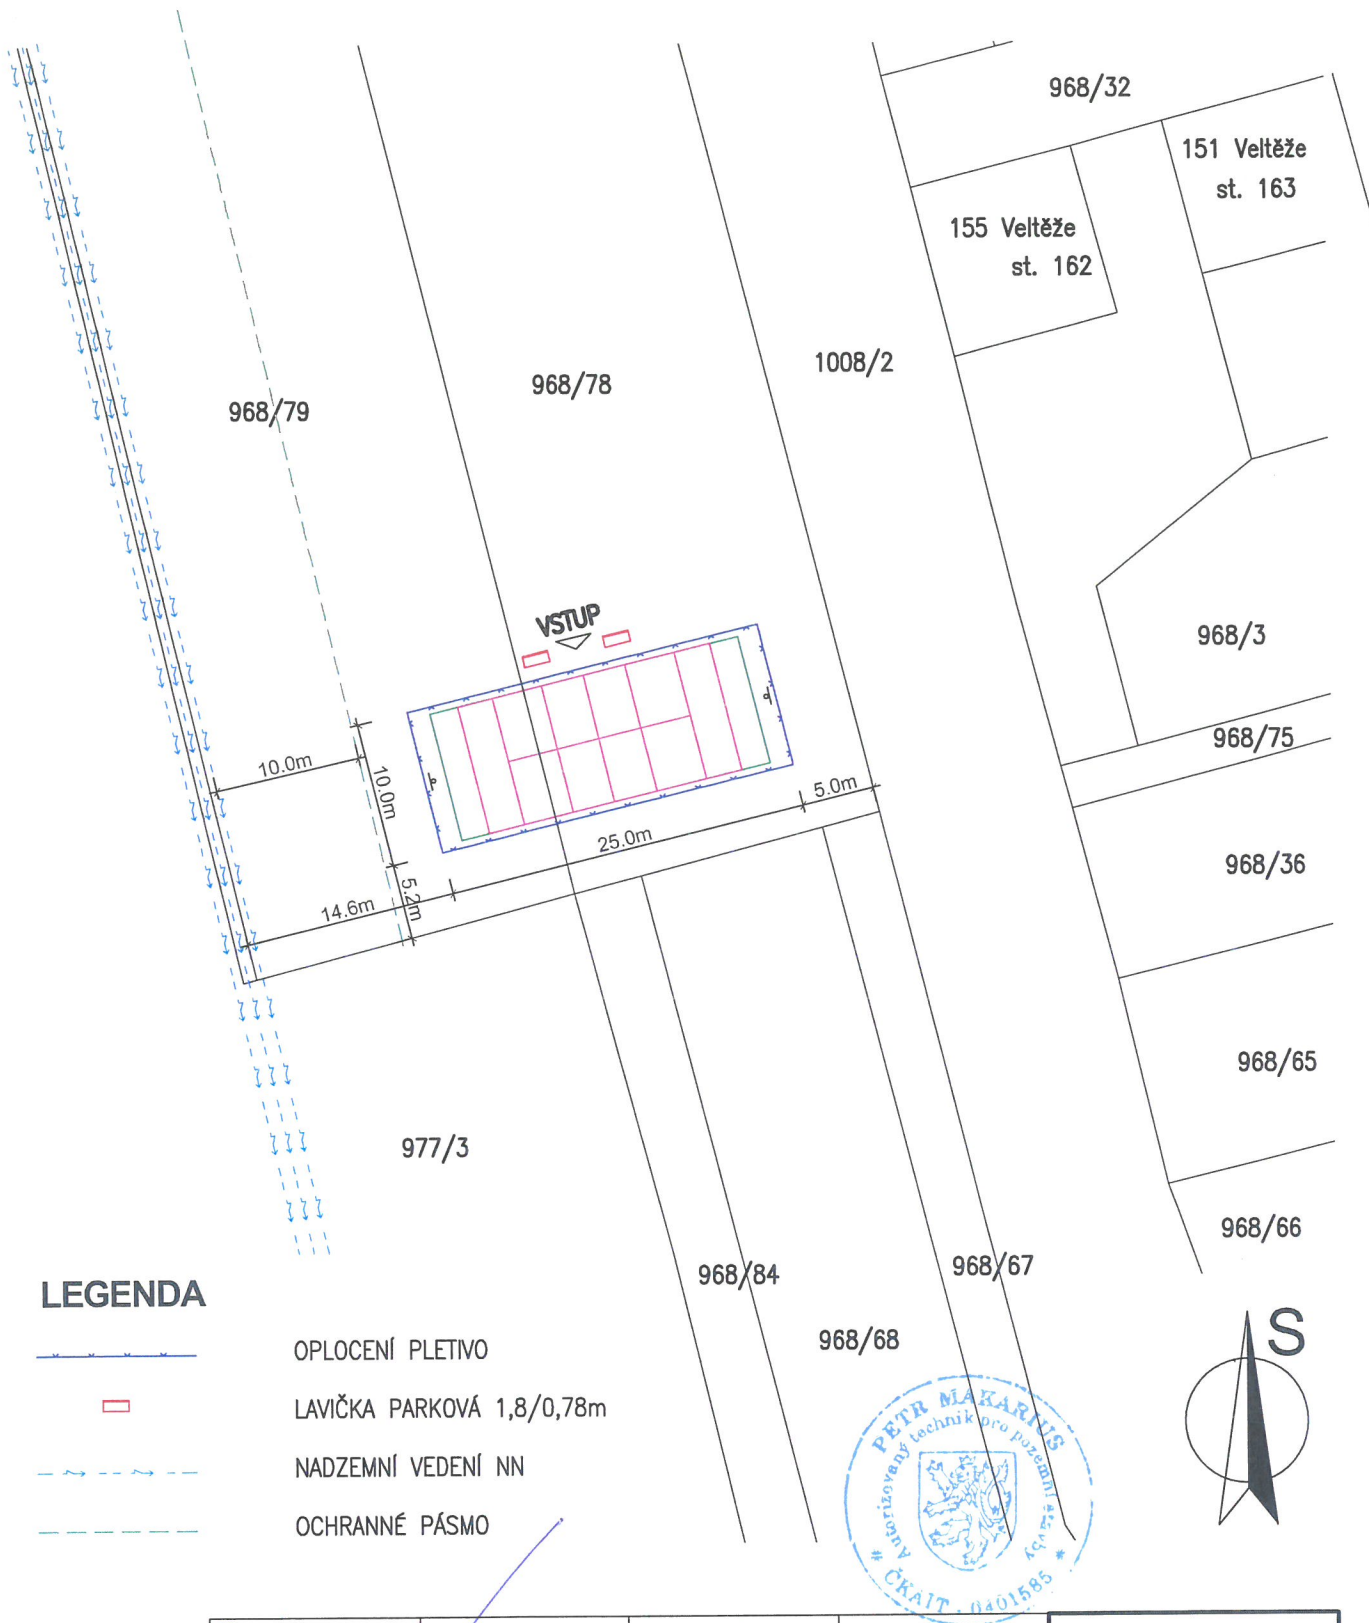 968/32
151 Veltěže
st. 163
155 Veltěže
st. 162
1008/2
968/78
968/79
VSTUP
968/3
968/75
10.0m
10.0m
5.0m
25.0m
968/36
14.6m
5.2m
968/65
977/3
968/66
968/84
968/67
968/68
LEGENDA
OPLOCENÍ PLETIVO
LAVIČKA PARKOVÁ 1,8/0,78m
NADZEMNÍ VEDENÍ NN
OCHRANNÉ PÁSMO
S
PETR MAKARIUS
Autorizovaný technik pro pozemní stavby
* ČKAIT - 0401585 *